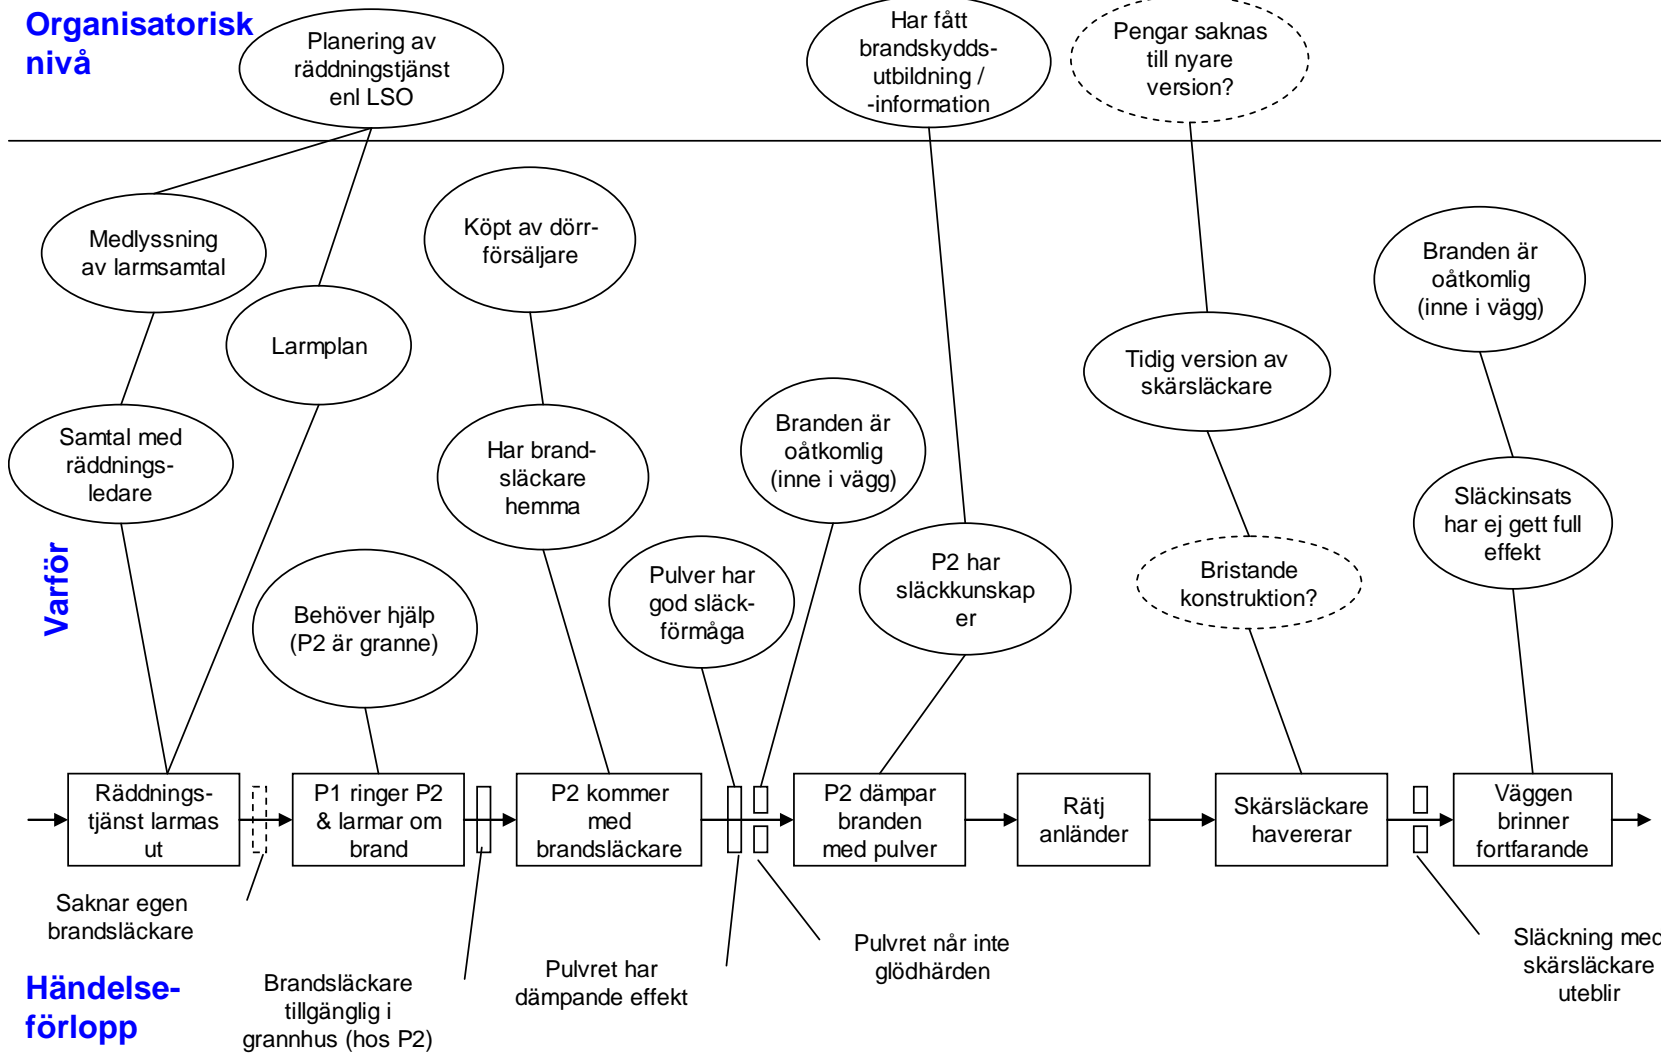 Organisatorisk
nivå
Planering av
räddningstjänst
enl LSO
Har fått
brandskydds-
utbildning /
-information
Pengar saknas
till nyare
version?
Medlyssning
av larmsamtal
Köpt av dörr-
försäljare
Branden är
oåtkomlig
(inne i vägg)
Larmplan
Tidig version av
skärsläckare
Samtal med
räddnings-
ledare
Har brand-
släckare
hemma
Branden är
oåtkomlig
(inne i vägg)
Släckinsats
har ej gett full
effekt
Varför
Behöver hjälp
(P2 är granne)
Pulver har
god släck-
förmåga
P2 har
släckkunskap
er
Bristande
konstruktion?
Räddnings-
tjänst larmas
ut
P1 ringer P2
& larmar om
brand
P2 kommer
med
brandsläckare
P2 dämpar
branden
med pulver
Rätj
anländer
Skärsläckare
havererar
Väggen
brinner
fortfarande
Saknar egen
brandsläckare
Brandsläckare
tillgänglig i
grannhus (hos P2)
Pulvret har
dämpande effekt
Pulvret når inte
glödhärden
Släckning med
skärsläckare
uteblir
Händelse-
förlopp